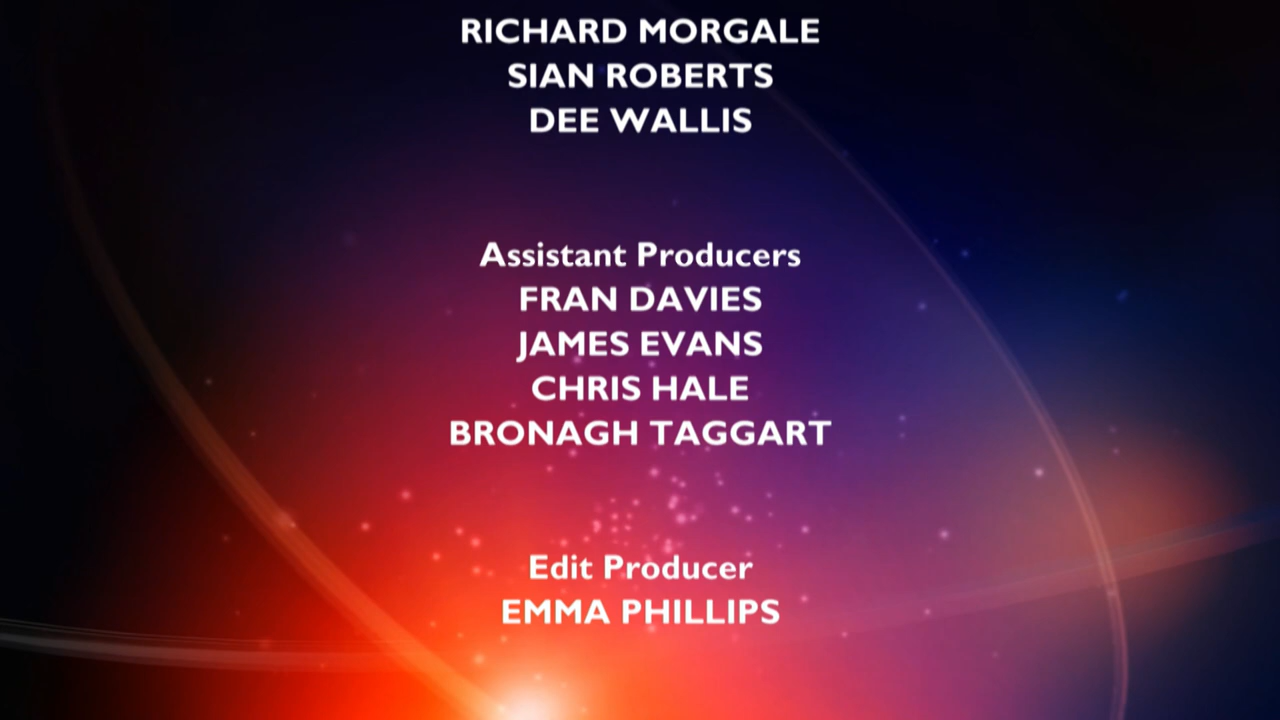 RICHARD MORGALE
SIAN ROBERTS
DEE WALLIS
Assistant Producers
FRAN DAVIES
JAMES EVANS
CHRIS HALE
BRONAGH TAGGART
Edit Producer
EMMA PHILLIPS